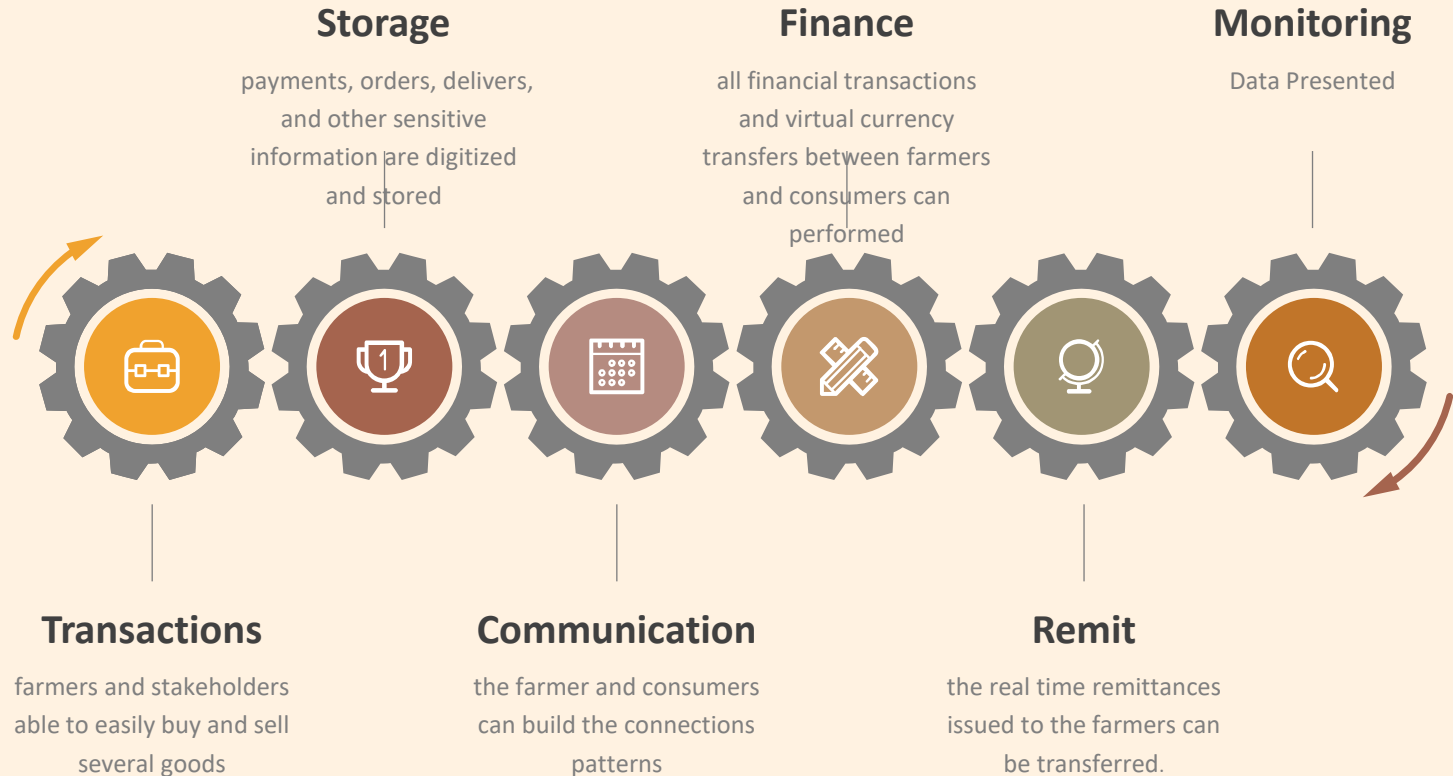 Storage
payments, orders, delivers,
and other sensitive
information are digitized
and stored
Finance
all financial transactions
and virtual currency
transfers between farmers
and consumers can
performed
Monitoring
Data Presented
1
Transactions
farmers and stakeholders
able to easily buy and sell
several goods
Communication
the farmer and consumers
can build the connections
patterns
Remit
the real time remittances
issued to the farmers can
be transferred.